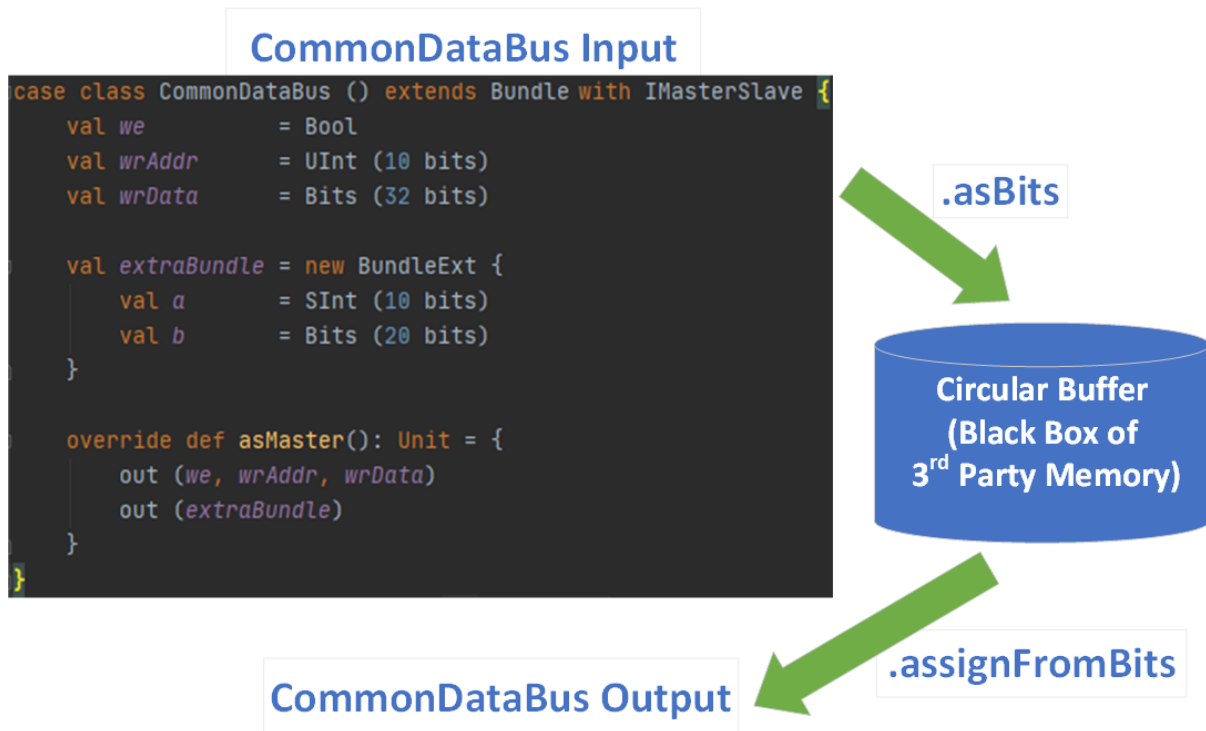 CommonDataBus Input
case class CommonDataBus () extends Bundle with IMasterSlave {
val we = Bool
val wrAddr = UInt (10 bits)
val wrData = Bits (32 bits)
val extraBundle = new BundleExt {
val a = SInt (10 bits)
val b = Bits (20 bits)
}
override def asMaster(): Unit = {
out (we, wrAddr, wrData)
out (extraBundle)
}
}
.asBits
Circular Buffer
(Black Box of
3rd Party Memory)
.assignFromBits
CommonDataBus Output